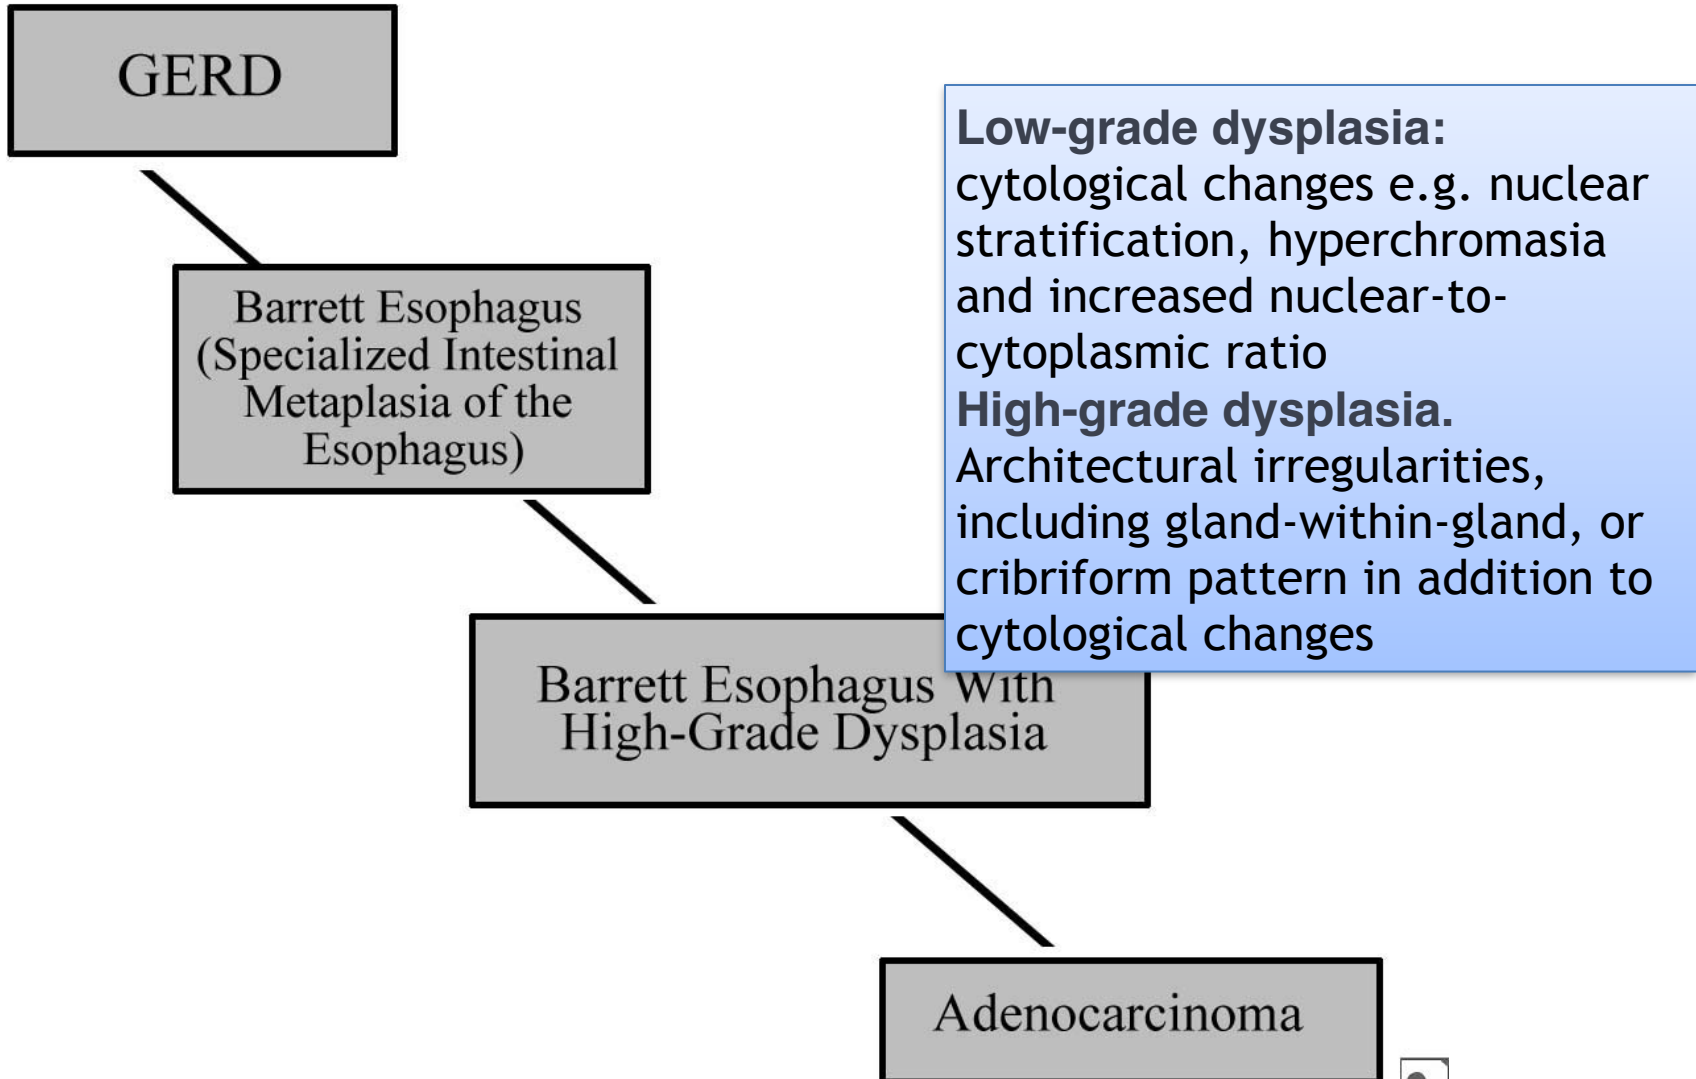 GERD
Low-grade dysplasia:
cytological changes e.g. nuclear
stratification, hyperchromasia
and increased nuclear-to-
cytoplasmic ratio
High-grade dysplasia.
Architectural irregularities,
including gland-within-gland, or
cribriform pattern in addition to
cytological changes
Barrett Esophagus
(Specialized Intestinal
Metaplasia of the
Esophagus)
Barrett Esophagus With
High-Grade Dysplasia
Adenocarcinoma